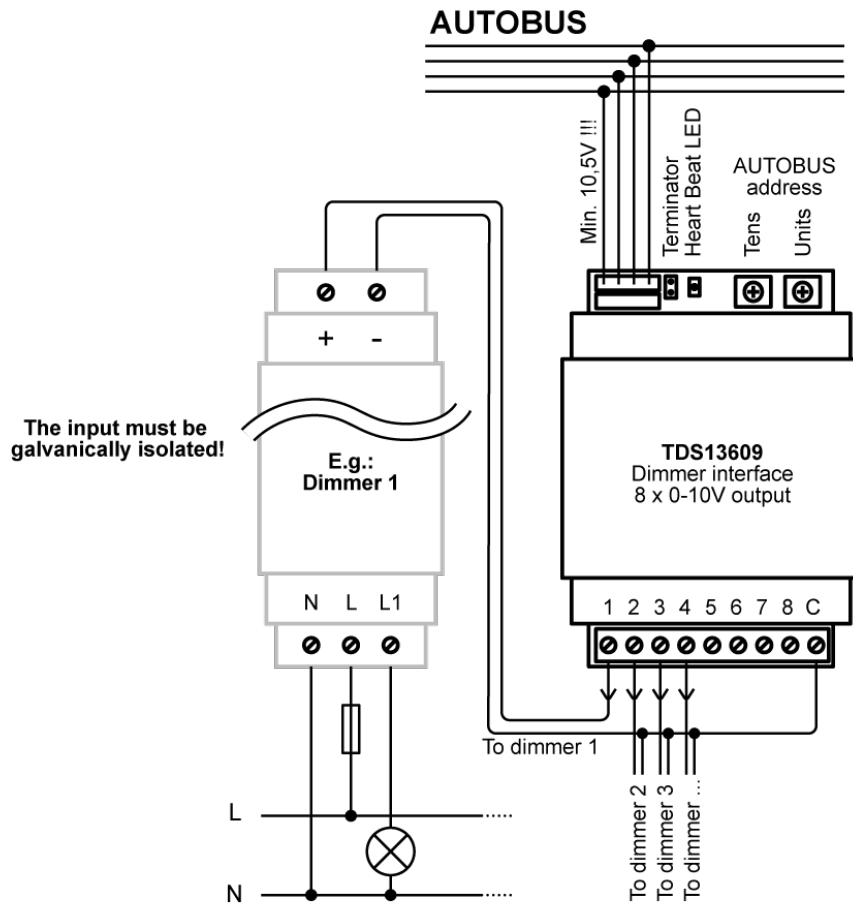 AUTOBUS
Min. 10,5V !!!
Terminator
Heart Beat LED
AUTOBUS
address
Tens
Units
+ -
The input must be
galvanically isolated!
E.g.:
Dimmer 1
TDS13609
Dimmer interface
8 x 0-10V output
N L L1
1 2 3 4 5 6 7 8 C
To dimmer 1
To dimmer 2
To dimmer 3
To dimmer ...
L
N